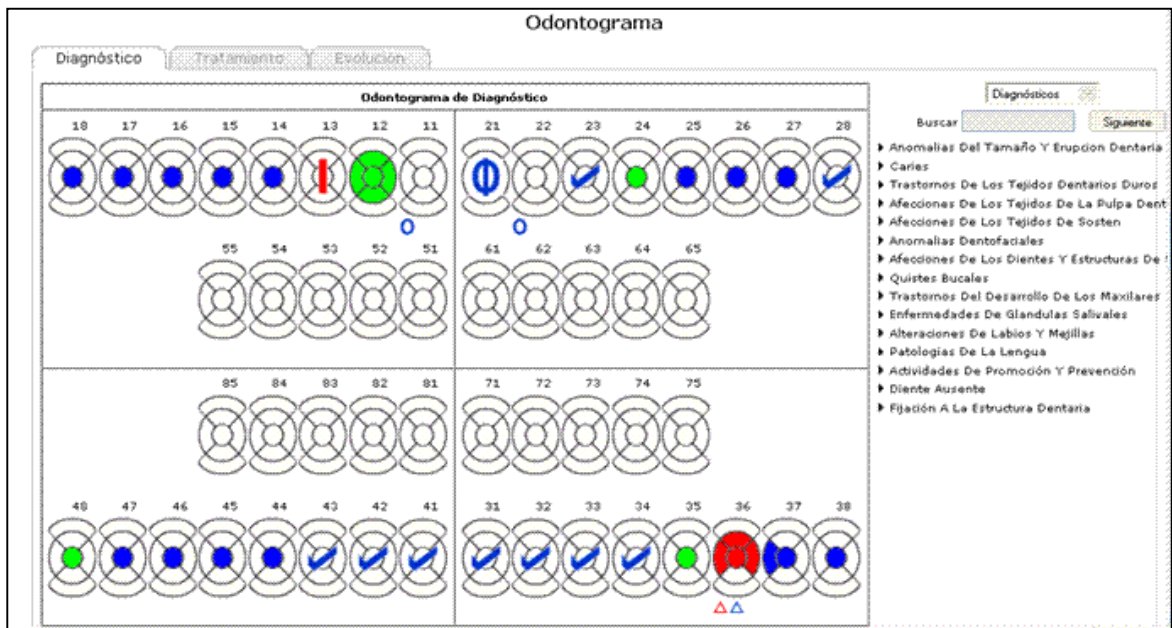 Odontograma
Diagnóstico Tratamiento Evolución
Odontograma de Diagnóstico
18 17 16 15 14 13 12 11 21 22 23 24 25 26 27 28
55 54 53 52 51 61 62 63 64 65
85 84 83 82 81 71 72 73 74 75
48 47 46 45 44 43 42 41 31 32 33 34 35 36 37 38
Diagnósticos
Buscar Siguiente
Anomalias Del Tamaño Y Erupcion Dentaria
Caries
Trastornos De Los Tejidos Dentarios Duros
Afecciones De Los Tejidos De La Pulpa Dent
Afecciones De Los Tejidos De Sosten
Anomalias Dentofaciales
Afecciones De Los Dientes Y Estructuras De
Quistes Bucales
Trastornos Del Desarrollo De Los Maxilares
Enfermedades De Glandulas Salivales
Alteraciones De Labios Y Mejillas
Patologias De La Lengua
Actividades De Promoción Y Prevención
Diente Ausente
Fijación A La Estructura Dentaria